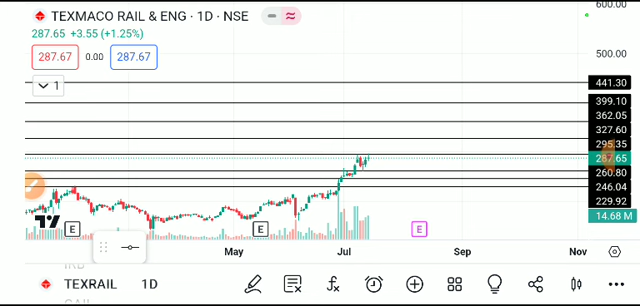 600.00
TEXMACO RAIL & ENG · 1D · NSE
287.65 +3.55 (+1.25%)
500.00
287.67 0.00 287.67
1
441.30
399.10
362.05
327.60
295.35
287.65
260.80
246.04
229.92
14.68 M
E E E
May Jul Sep Nov
TEXRAIL 1D